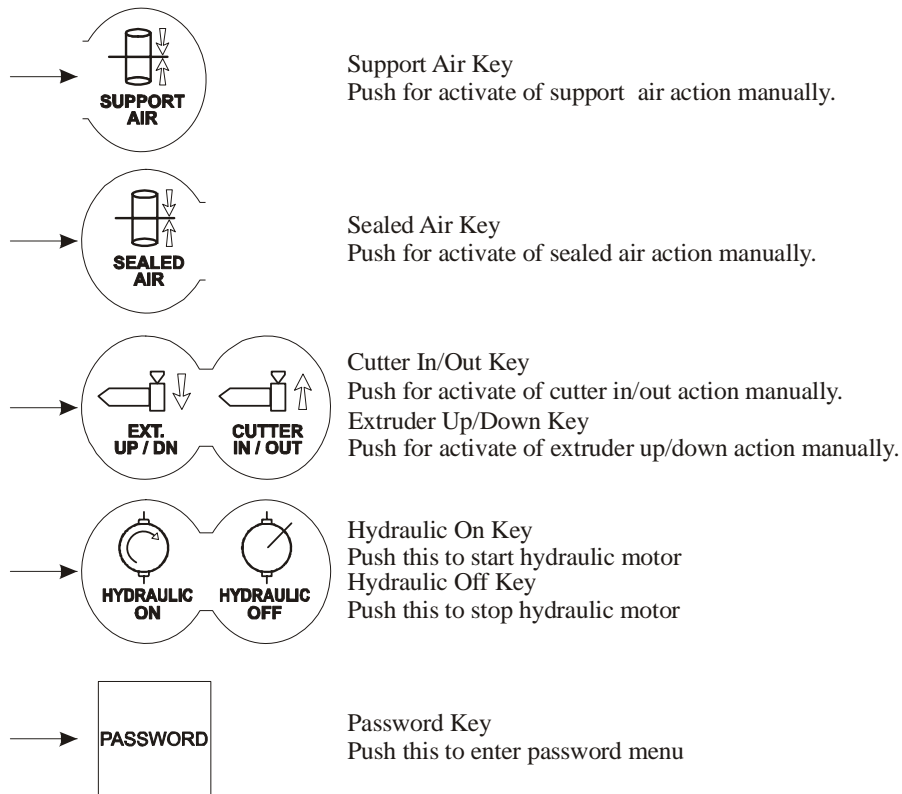 SUPPORT
AIR
Support Air Key
Push for activate of support air action manually.
SEALED
AIR
Sealed Air Key
Push for activate of sealed air action manually.
EXT.
UP / DN
CUTTER
IN / OUT
Cutter In/Out Key
Push for activate of cutter in/out action manually.
Extruder Up/Down Key
Push for activate of extruder up/down action manually.
HYDRAULIC
ON
HYDRAULIC
OFF
Hydraulic On Key
Push this to start hydraulic motor
Hydraulic Off Key
Push this to stop hydraulic motor
PASSWORD
Password Key
Push this to enter password menu